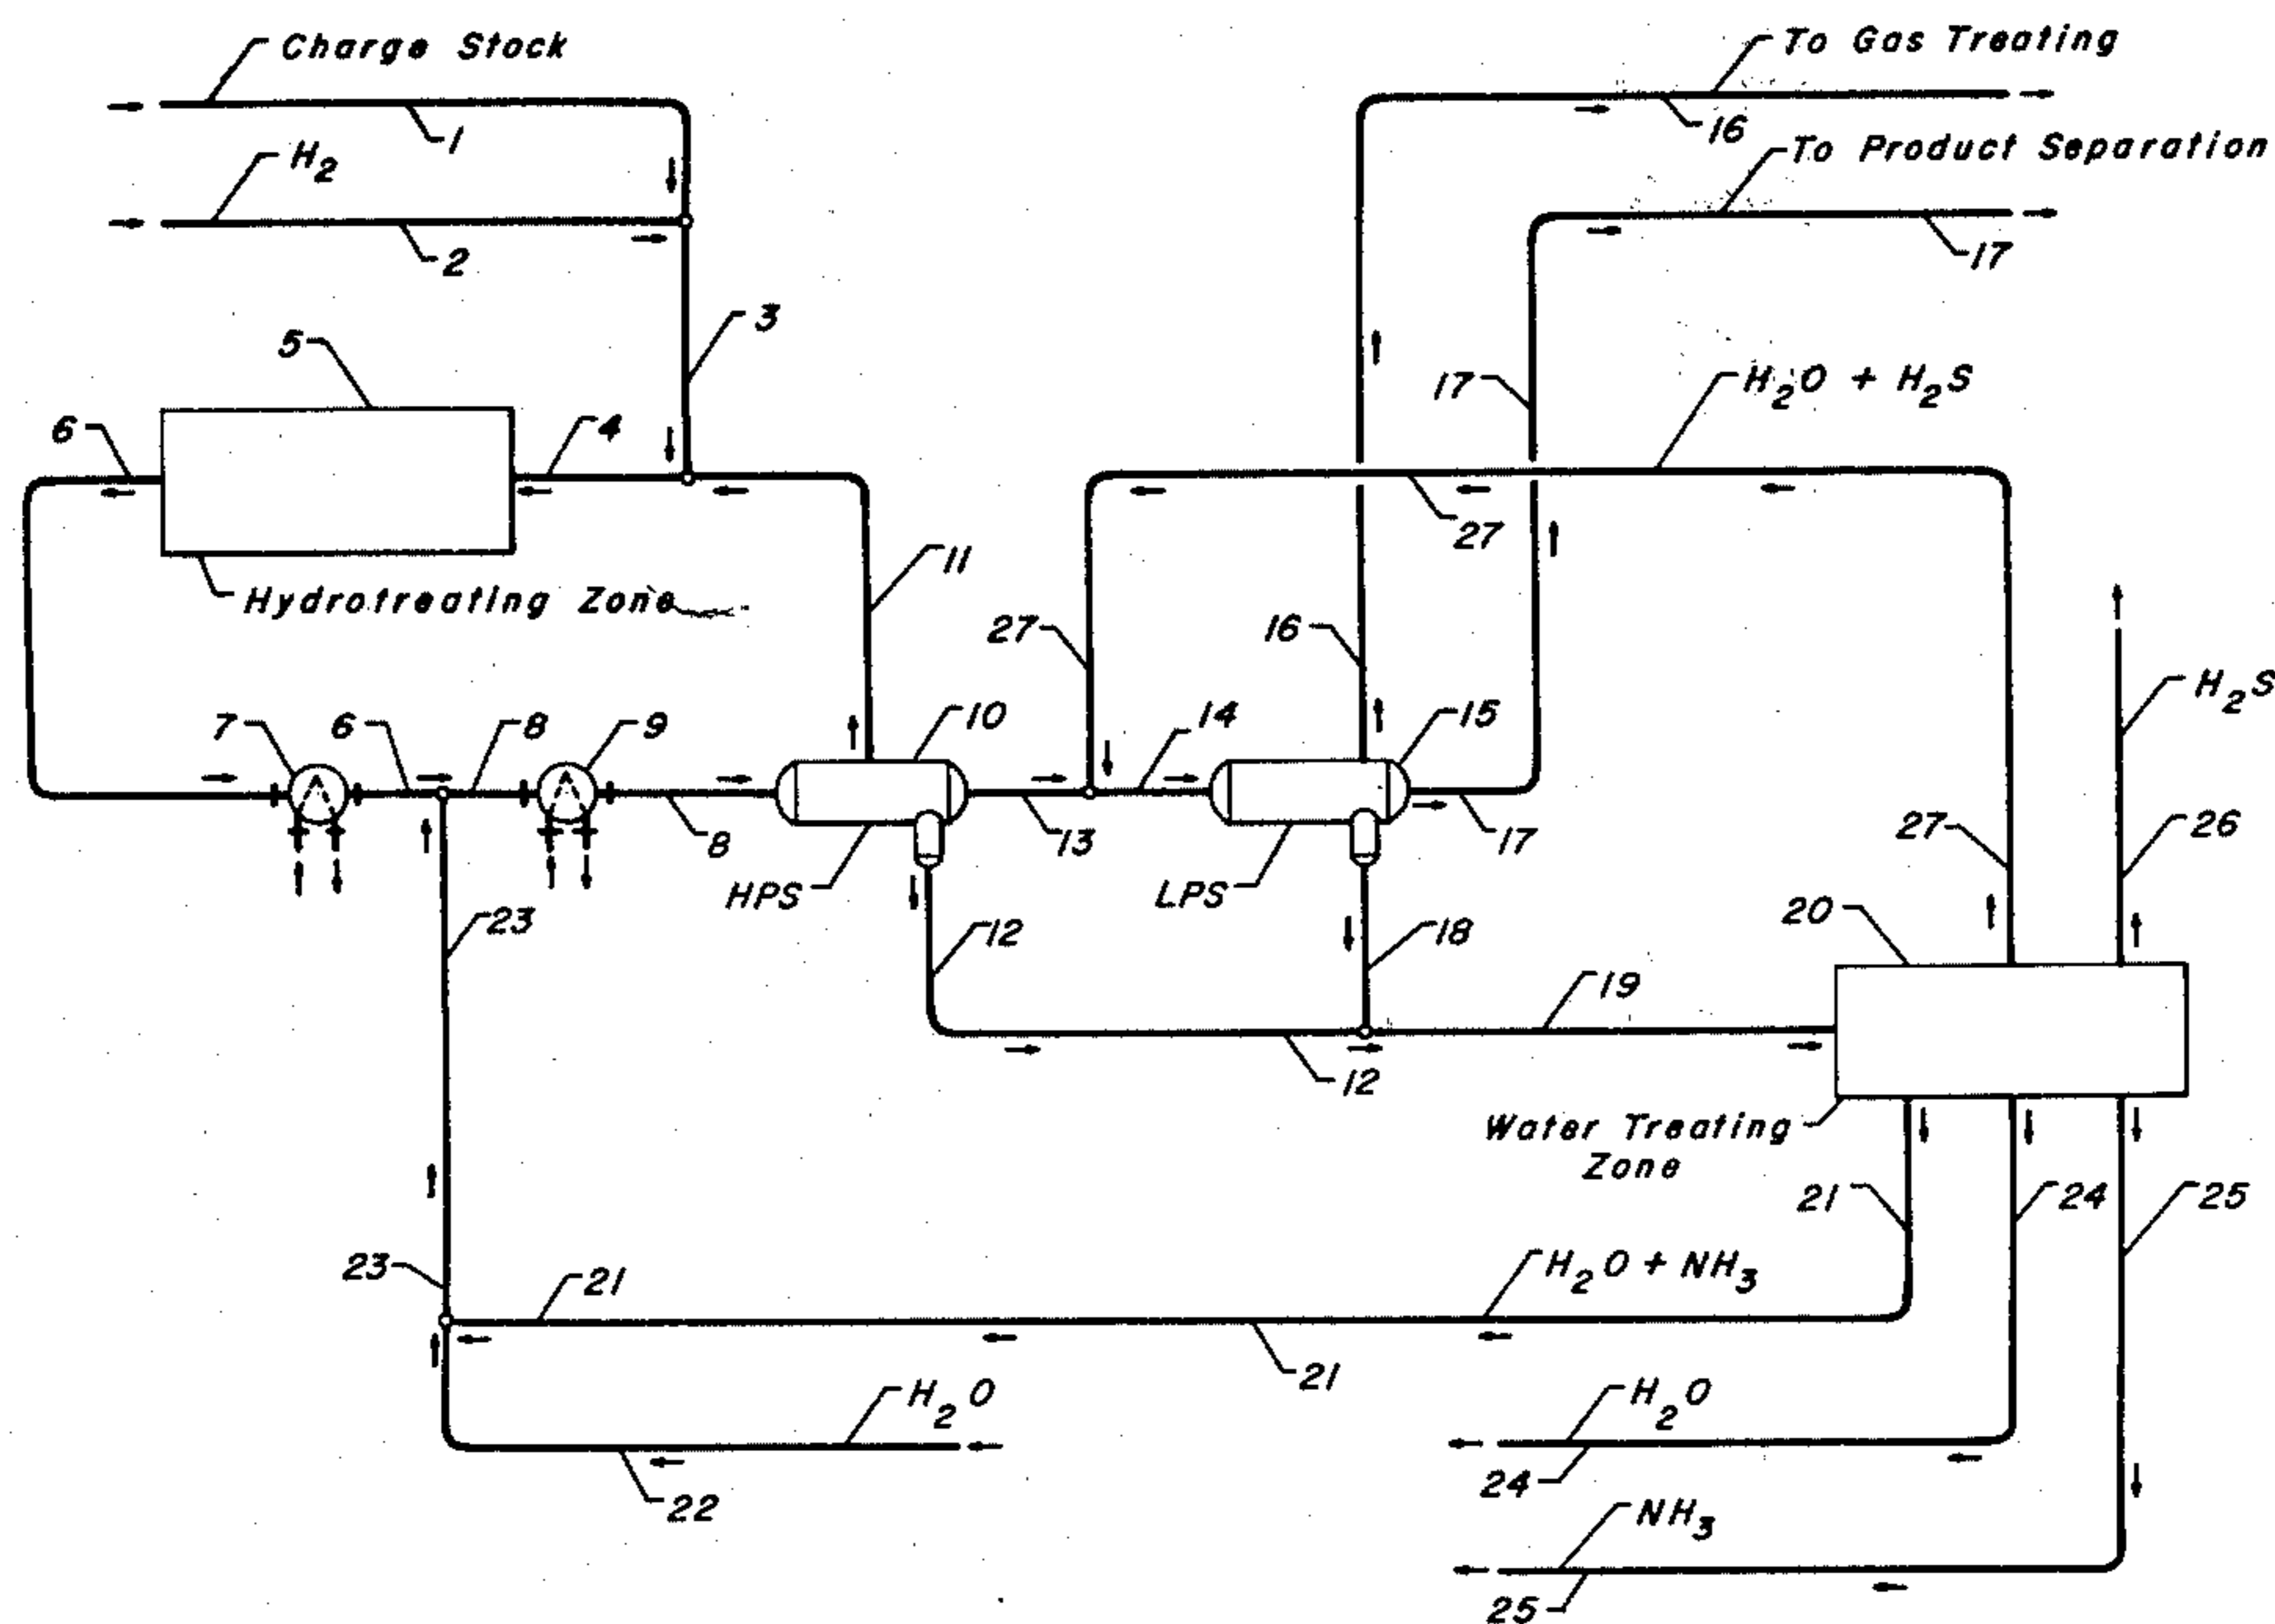 Charge Stock
To Gas Treating
1
16
H2
To Product Separation
2
17
3
5
17
H2O + H2S
6
4
27
11
Hydrotreating Zone
27
16
H2S
7
6
8
9
10
14
15
8
13
17
27
26
HPS
LPS
20
23
12
18
19
12
Water Treating
Zone
21
24
25
23
21
H2O + NH3
21
H2O
H2O
24
22
NH3
25